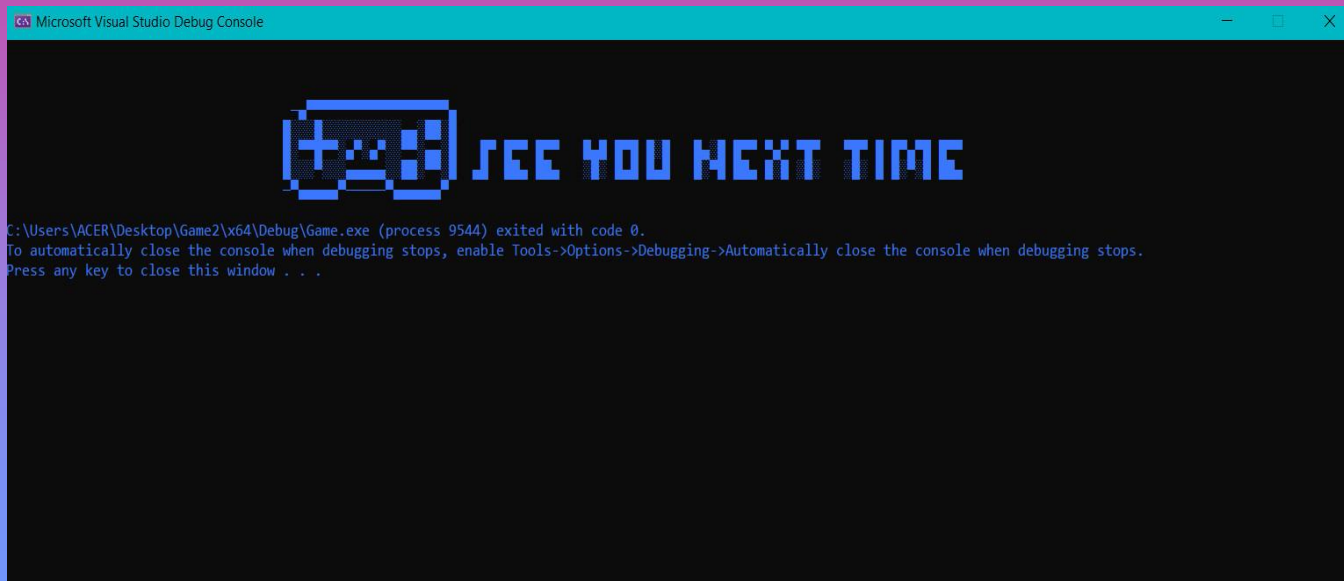 Microsoft Visual Studio Debug Console
SEE YOU NEXT TIME
C:\Users\ACER\Desktop\Game2\x64\Debug\Game.exe (process 9544) exited with code 0.
To automatically close the console when debugging stops, enable Tools->Options->Debugging->Automatically close the console when debugging stops.
Press any key to close this window . . .